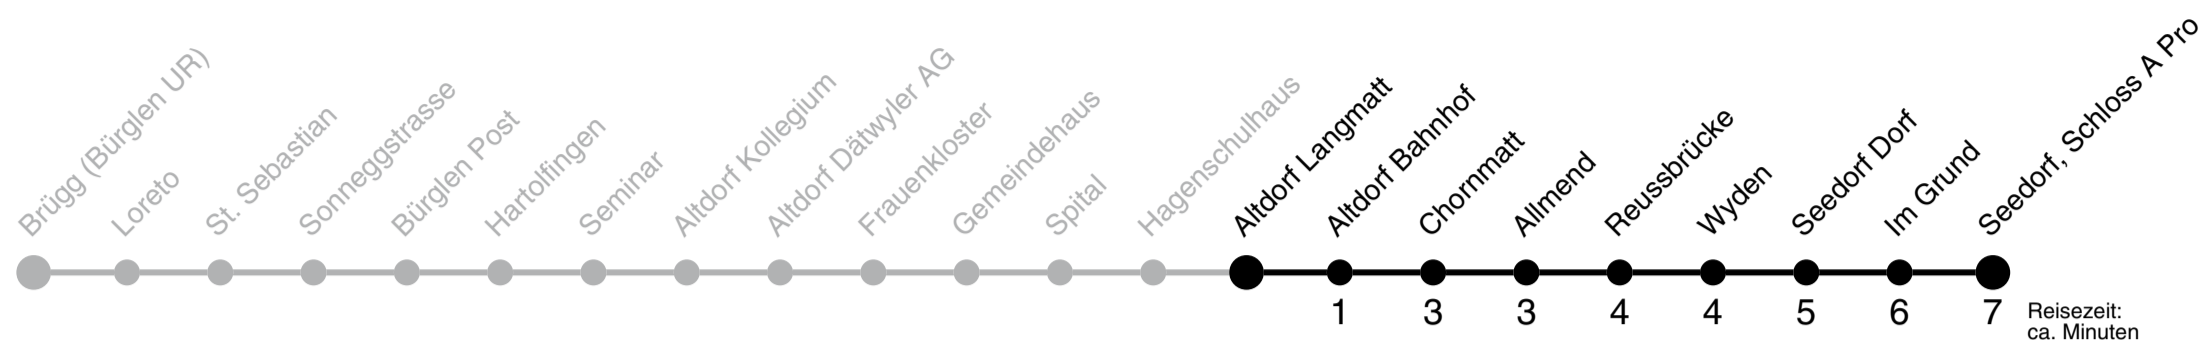 Brügg (Bürglen UR)
Loreto
St. Sebastian
Sonneggstrasse
Bürglen Post
Hartolfingen
Seminar
Altdorf Kollegium
Altdorf Dätwyler AG
Frauenkloster
Gemeindehaus
Spital
Hagenschulhaus
Altdorf Langmatt
Altdorf Bahnhof
Chornmatt
Allmend
Reussbrücke
Wyden
Seedorf Dorf
Im Grund
Seedorf, Schloss A Pro
1 3 3 4 4 5 6 7
Reisezeit:
ca. Minuten